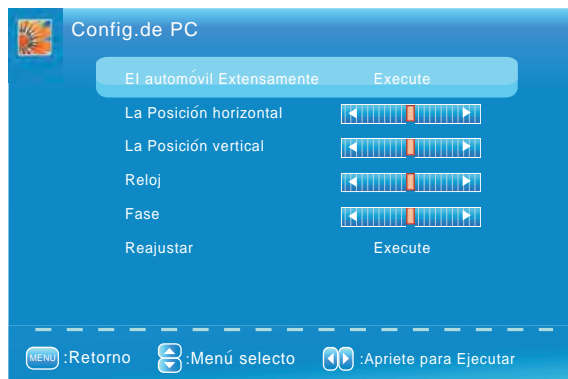 Config.de PC
El automóvil Extensamente Execute
La Posición horizontal
La Posición vertical
Reloj
Fase
Reajustar Execute
MENU :Retorno :Menú selecto :Apriete para Ejecutar